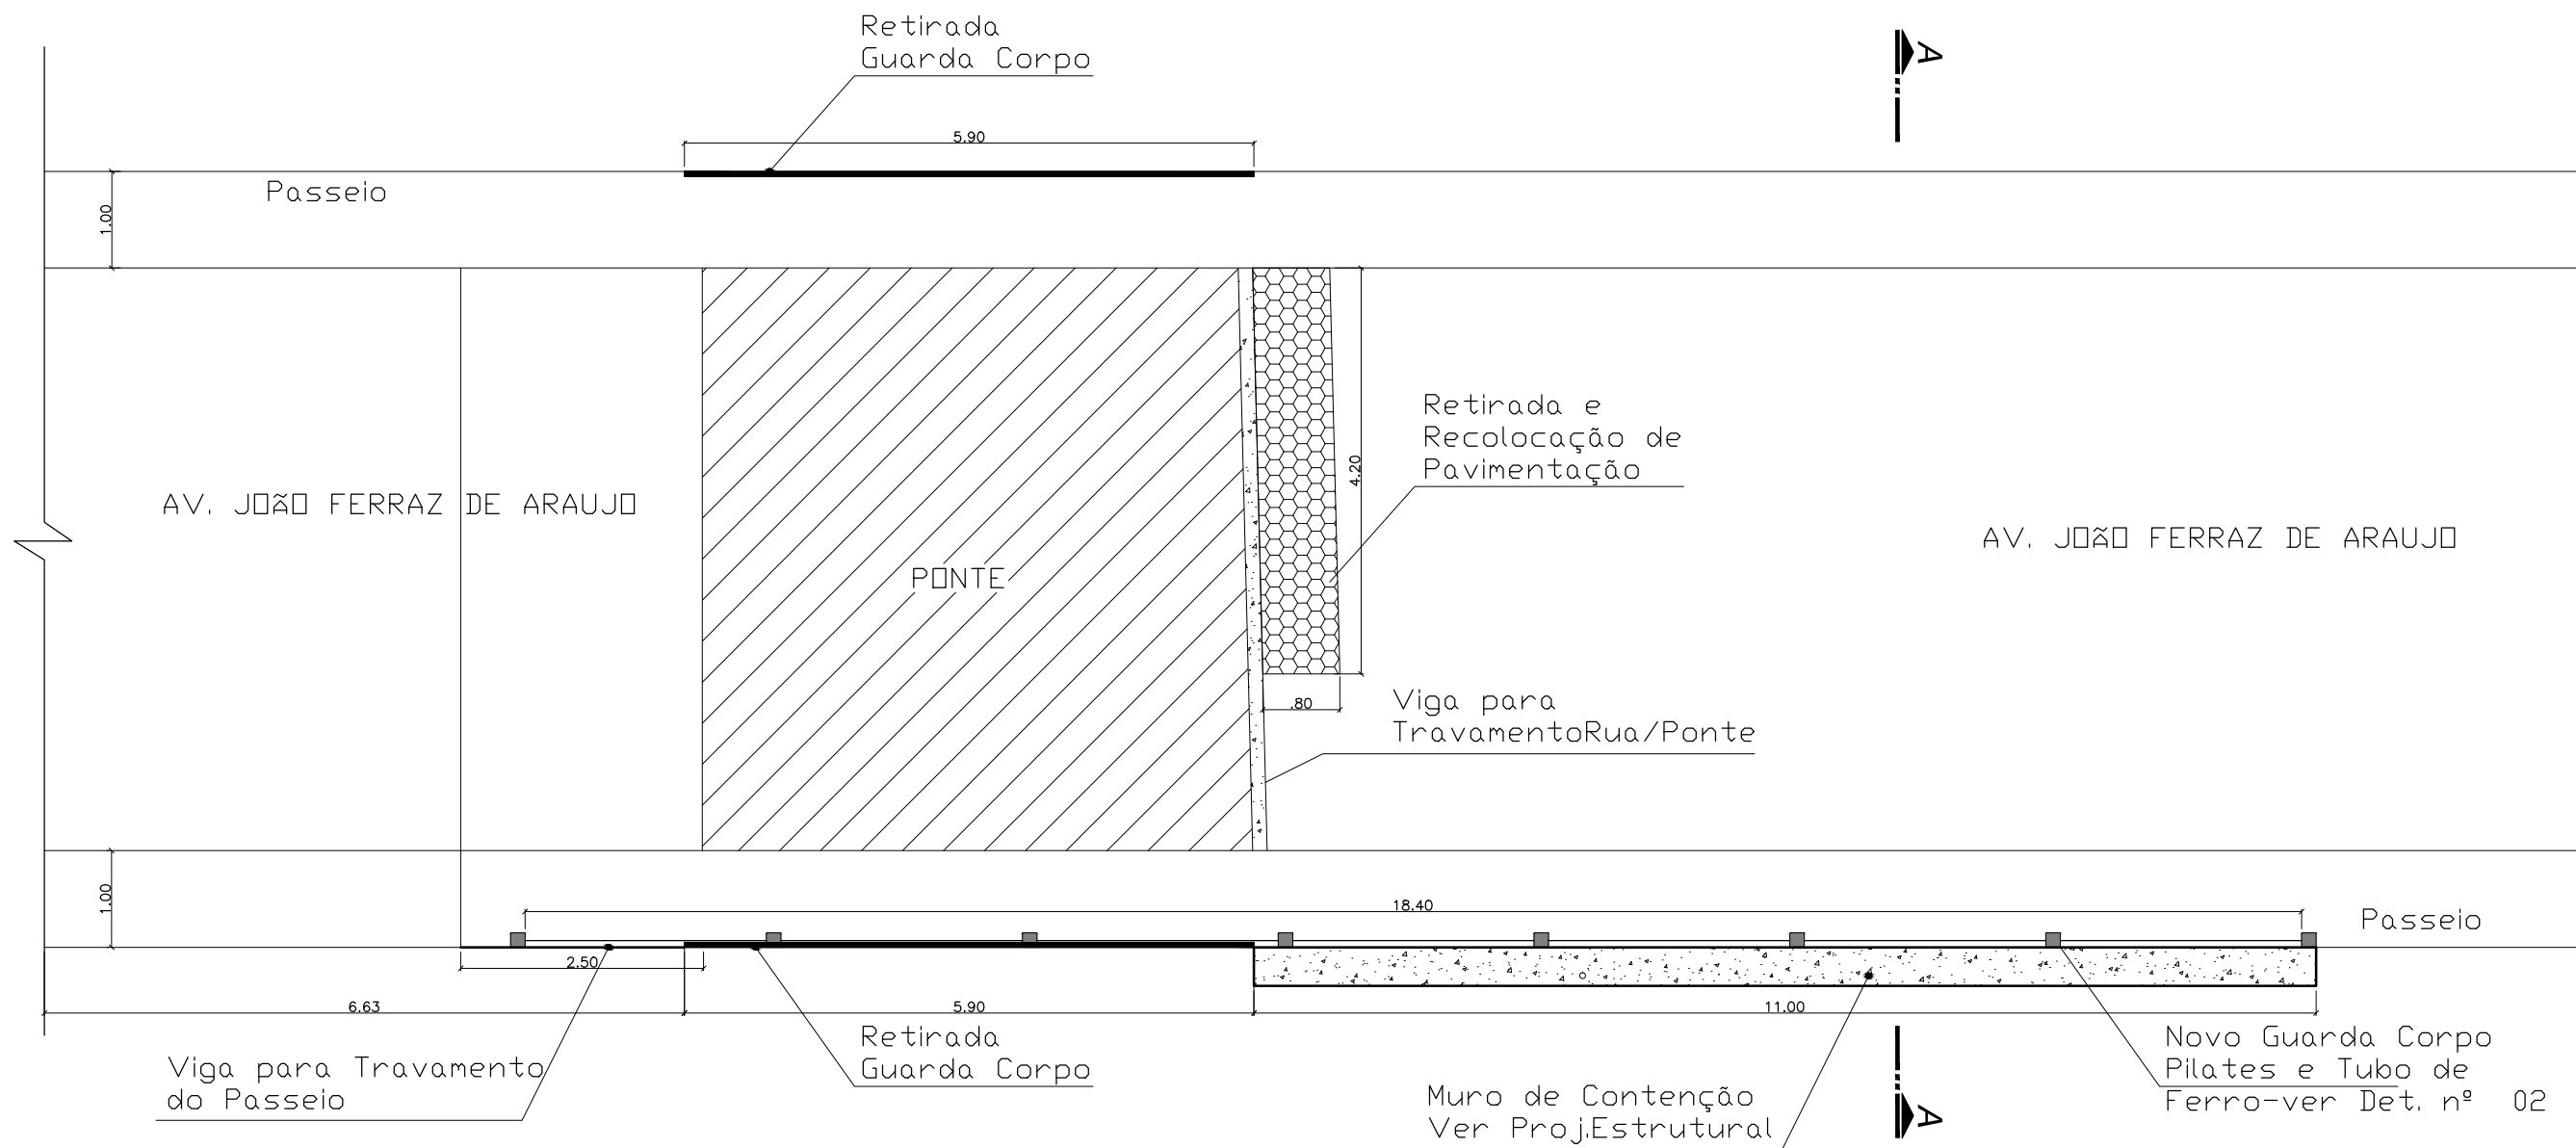 Retirada
Guarda Corpo
A
5.90
Passeio
1.00
Retirada e
Recolocação de
Pavimentação
4.20
AV. JOÃO FERRAZ DE ARAUJO
AV. JOÃO FERRAZ DE ARAUJO
PONTE
.80
Viga para
TravamentoRua/Ponte
1.00
18.40
Passeio
2.50
6.63
5.90
11.00
Viga para Travamento
do Passeio
Retirada
Guarda Corpo
Muro de Contenção
Ver Proj.Estrutural
A
Novo Guarda Corpo
Pilates e Tubo de
Ferro-ver Det. nº 02